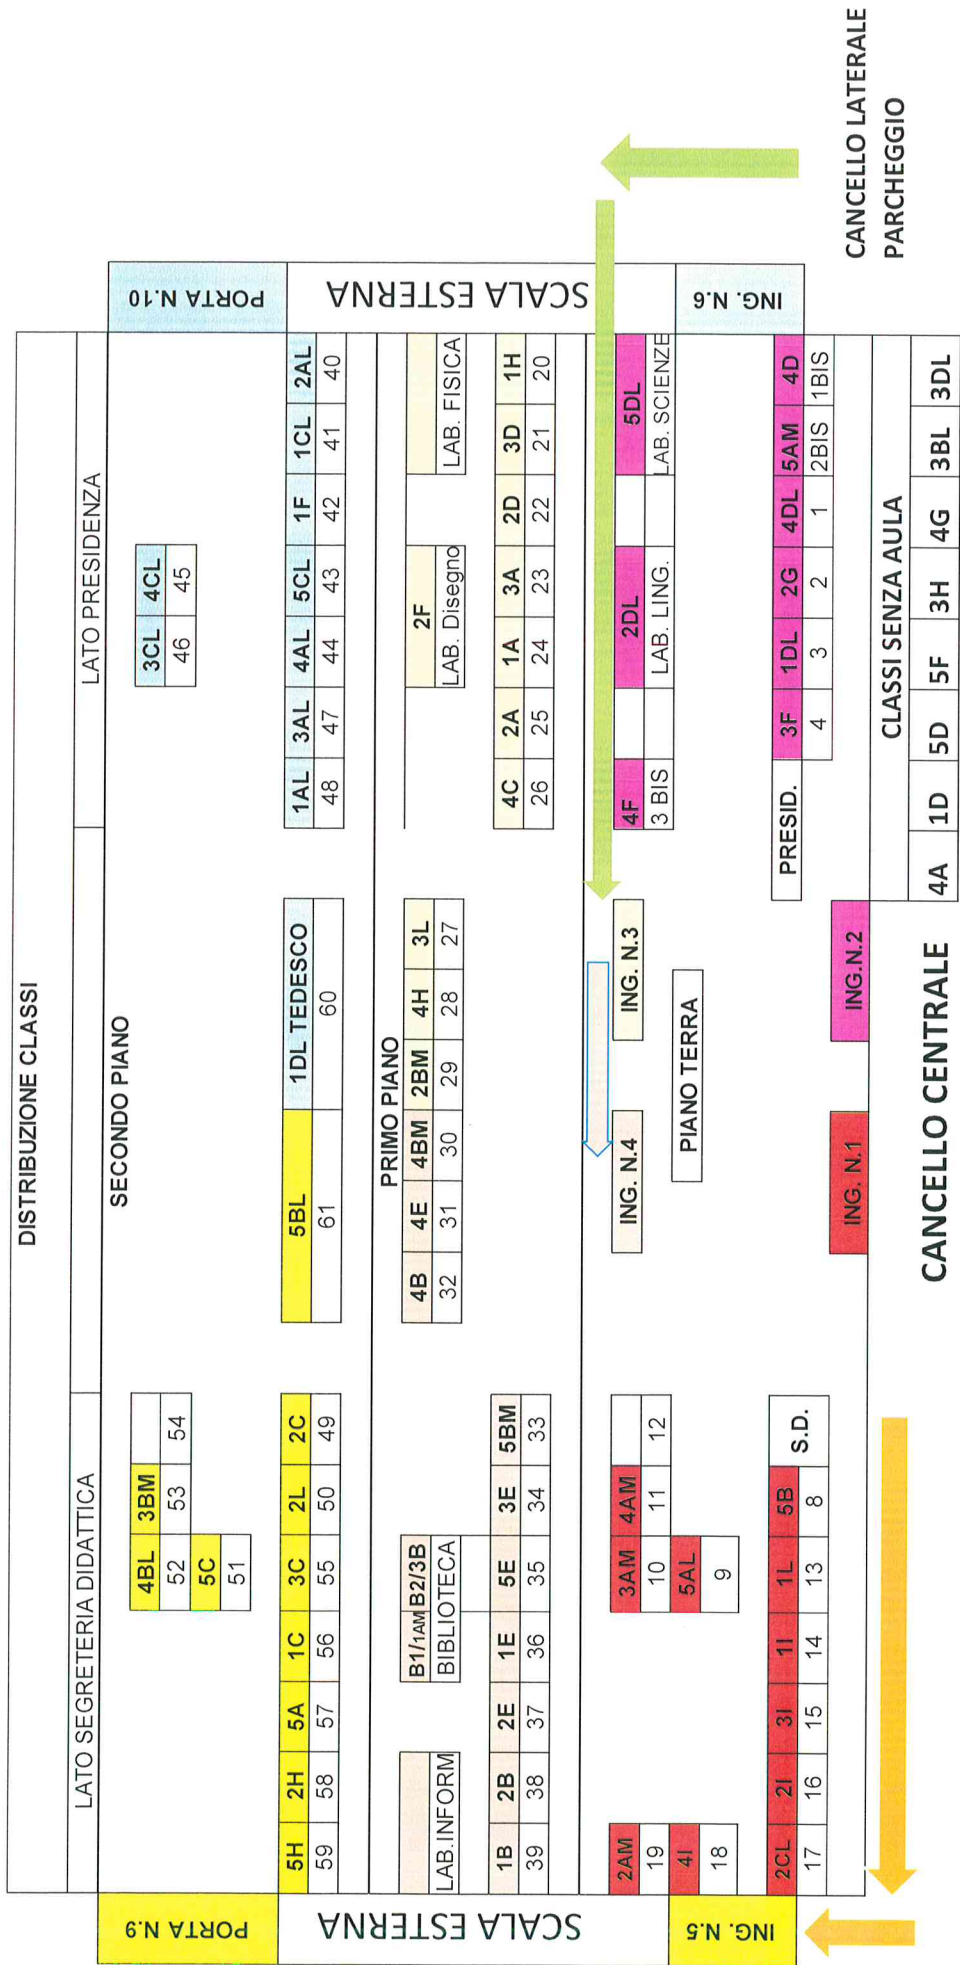 DISTRIBUZIONE CLASSI
LATO SEGRETERIA DIDATTICA
LATO PRESIDENZA
SECONDO PIANO
PORTA N.9
4BL 3BM
52 53 54
5C
51
3CL 4CL
46 45
PORTA N.10
5H 2H 5A 1C 3C 2L 2C
59 58 57 56 55 50 49
5BL 1DL TEDESCO
61 60
1AL 3AL 4AL 5CL 1F 1CL 2AL
48 47 44 43 42 41 40
SCALA ESTERNA
PRIMO PIANO
LAB.INFORM
B1/1AM B2/3B
BIBLIOTECA
4B 4E 4BM 2BM 4H 3L
32 31 30 29 28 27
2F
LAB. Disegno
LAB. FISICA
SCALA ESTERNA
1B 2B 2E 1E 5E 3E 5BM
39 38 37 36 35 34 33
4C 2A 1A 3A 2D 3D 1H
26 25 24 23 22 21 20
2AM 3AM 4AM
19 10 11 12
4I 5AL
18 9
ING. N.4 ING. N.3
4F 2DL 5DL
3 BIS LAB. LING. LAB. SCIENZE
ING. N.5
PIANO TERRA
ING. N.6
2CL 2I 3I 1I 1L 5B S.D.
17 16 15 14 13 8
PRESID. 3F 1DL 2G 4DL 5AM 4D
4 3 2 1 2BIS 1BIS
ING. N.1 ING.N.2
CLASSI SENZA AULA
4A 1D 5D 5F 3H 4G 3BL 3DL
CANCELLO CENTRALE
CANCELLO LATERALE
PARCHEGGIO